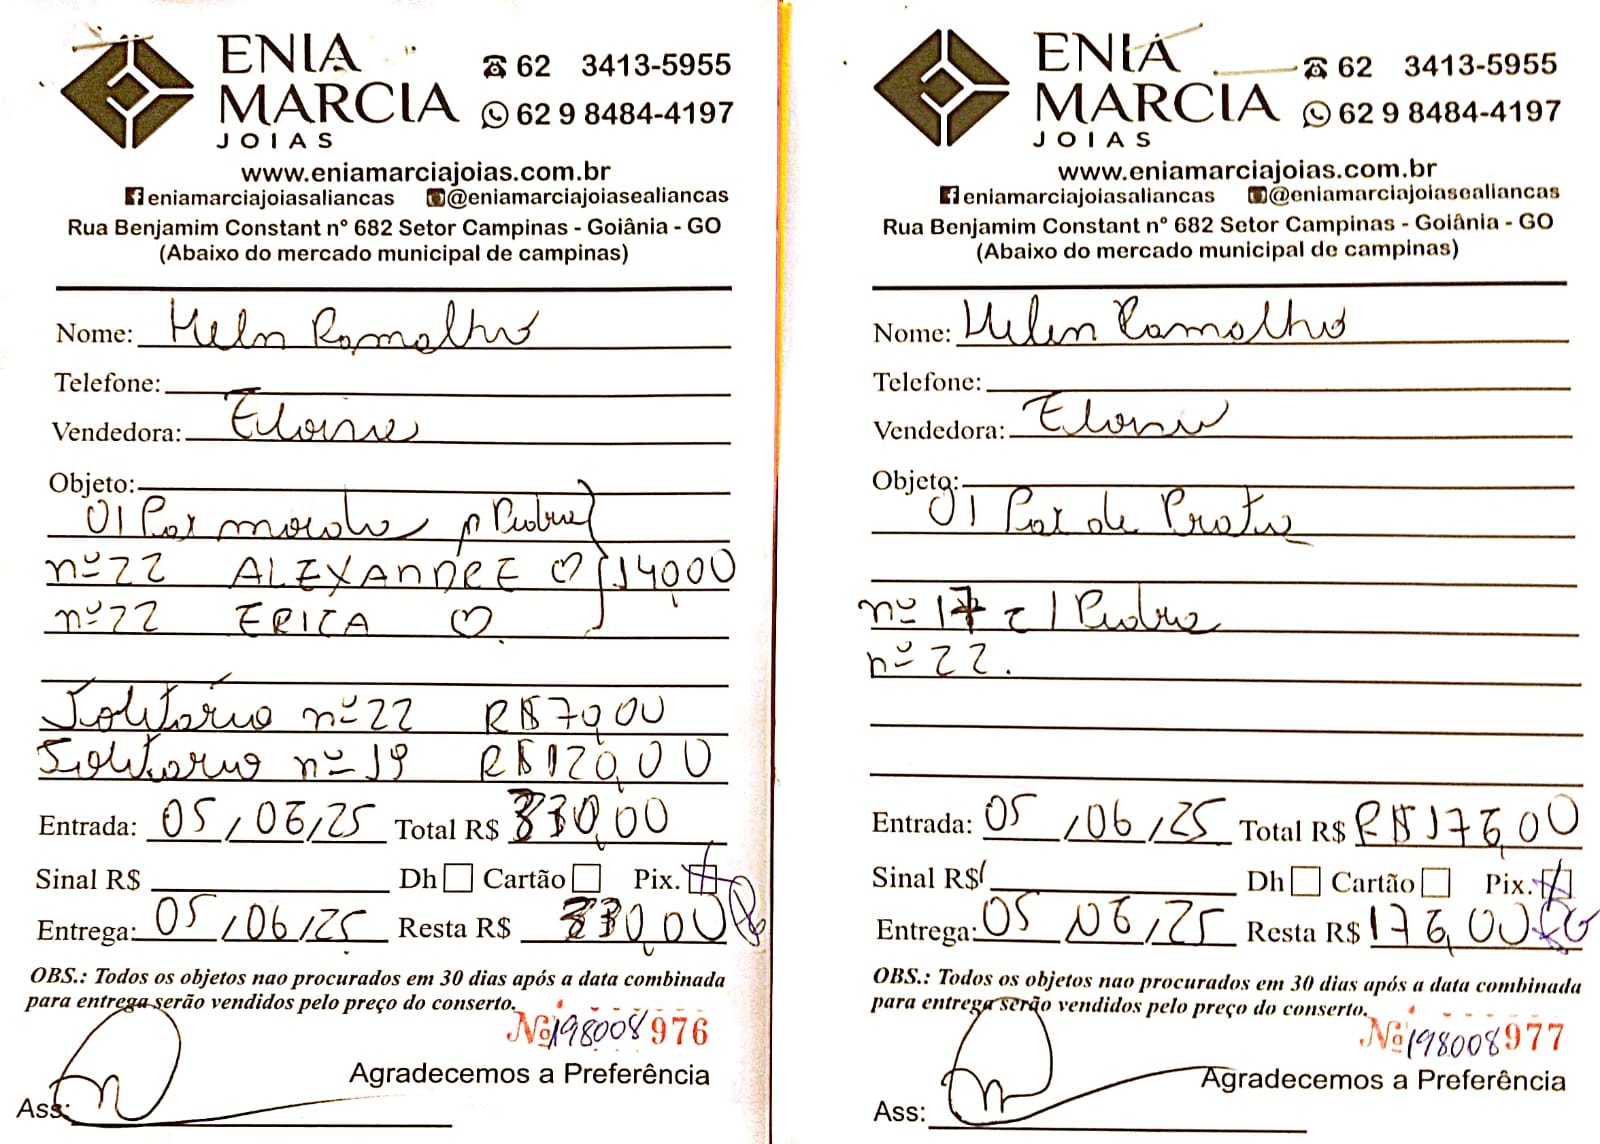 ENIA
MARCIA
JOIAS
62 3413-5955
62 9 8484-4197
www.eniamarciajoias.com.br
eniamarciajoiasaliancas @eniamarciajoiasealiancas
Rua Benjamim Constant nº 682 Setor Campinas - Goiânia - GO
(Abaixo do mercado municipal de campinas)
Nome: Helen Ramalho
Telefone:
Vendedora: Eloine
Objeto:
01 Par moeda p/ Pedra
nº 22 ALEXANDRE ♡ 140,00
nº 22 ERICA ♡
Solitário nº 22 R$ 70,00
Solitário nº 19 R$ 120,00
Entrada: 05/06/25 Total R$ 330,00
Sinal R$ Dh Cartão Pix.
Entrega: 05/06/25 Resta R$ 330,00
OBS.: Todos os objetos nao procurados em 30 dias após a data combinada
para entrega serão vendidos pelo preço do conserto.
Nº 198008976
Agradecemos a Preferência
Ass:
ENIA
MARCIA
JOIAS
62 3413-5955
62 9 8484-4197
www.eniamarciajoias.com.br
eniamarciajoiasaliancas @eniamarciajoiasealiancas
Rua Benjamim Constant nº 682 Setor Campinas - Goiânia - GO
(Abaixo do mercado municipal de campinas)
Nome: Helen Ramalho
Telefone:
Vendedora: Eloine
Objeto:
01 Par de Prata
nº 17 c/ Pedra
nº 22.
Entrada: 05/06/25 Total R$ R$ 176,00
Sinal R$ Dh Cartão Pix.
Entrega: 05/06/25 Resta R$ 176,00
OBS.: Todos os objetos nao procurados em 30 dias após a data combinada
para entrega serão vendidos pelo preço do conserto.
Nº 198008977
Agradecemos a Preferência
Ass: